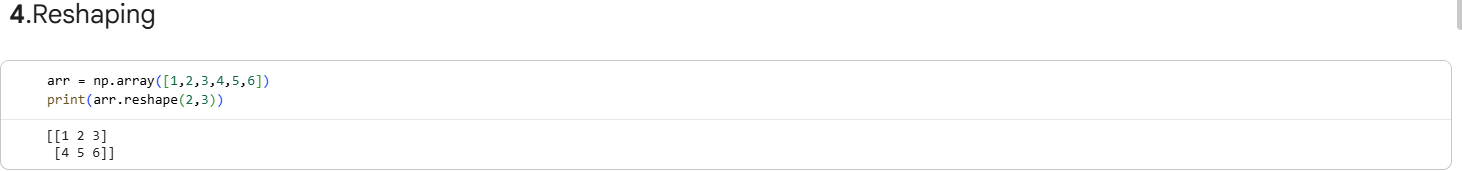 4.Reshaping
arr = np.array([1,2,3,4,5,6])
print(arr.reshape(2,3))
[[1 2 3]
 [4 5 6]]